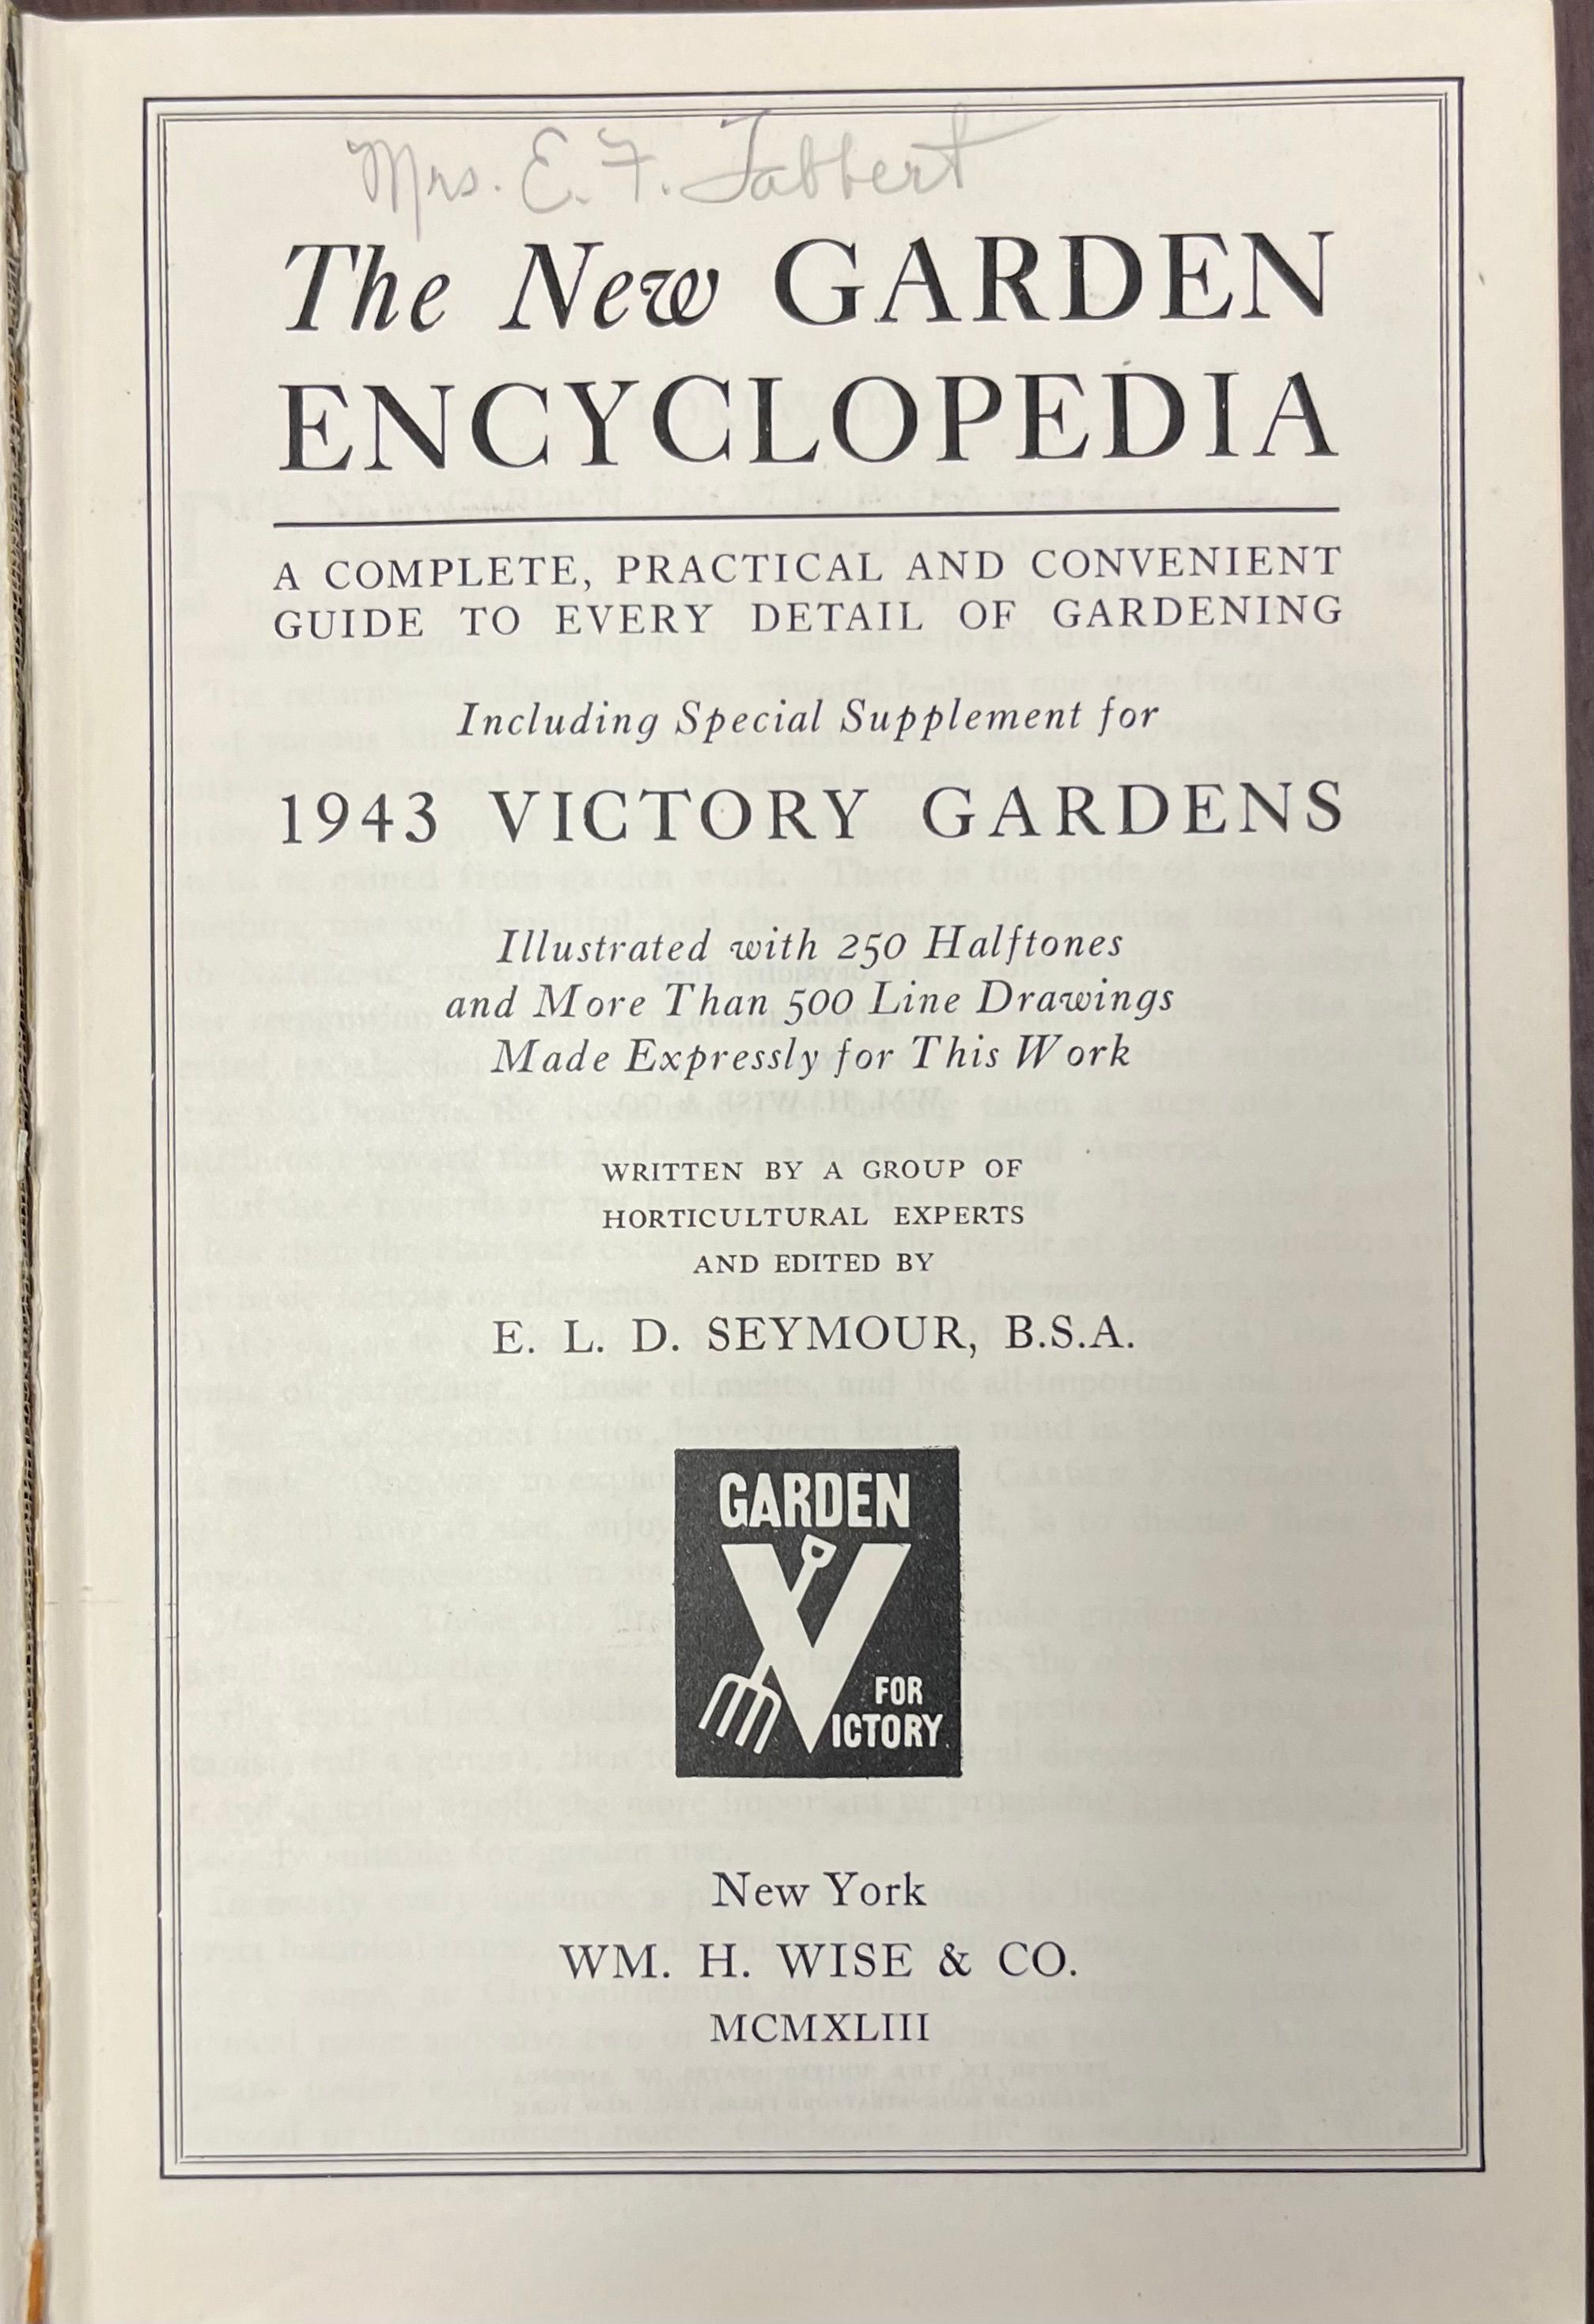 Mrs. E. F. Tabbert
The New GARDEN
ENCYCLOPEDIA
A COMPLETE, PRACTICAL AND CONVENIENT
GUIDE TO EVERY DETAIL OF GARDENING
Including Special Supplement for
1943 VICTORY GARDENS
Illustrated with 250 Halftones
and More Than 500 Line Drawings
Made Expressly for This Work
WRITTEN BY A GROUP OF
HORTICULTURAL EXPERTS
AND EDITED BY
E. L. D. SEYMOUR, B.S.A.
GARDEN
V
FOR
ICTORY
New York
WM. H. WISE & CO.
MCMXLIII